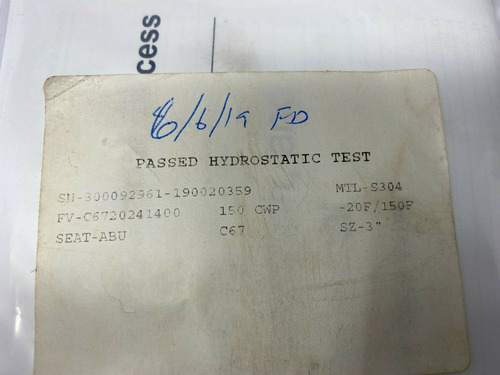 cess
6/6/19 FD
PASSED HYDROSTATIC TEST
SN-300092961-190020359 MTL-S304
FV-C6720241400 150 CWP -20F/150F
SEAT-ABU C67 SZ-3"